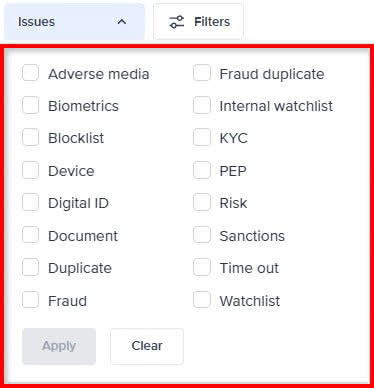 Issues Filters
Adverse media Fraud duplicate
Biometrics Internal watchlist
Blocklist KYC
Device PEP
Digital ID Risk
Document Sanctions
Duplicate Time out
Fraud Watchlist
Apply Clear